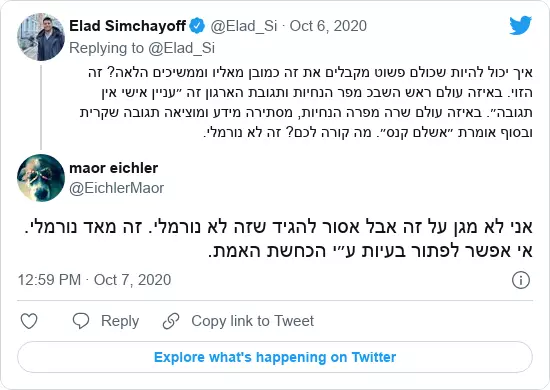 Elad Simchayoff @Elad_Si · Oct 6, 2020
Replying to @Elad_Si
איך יכול להיות שכולם פשוט מקבלים את זה כמובן מאליו וממשיכים הלאה? זה
הזוי. באיזה עולם ראש השבכ מפר הנחיות ותגובת הארגון זה ״עניין אישי אין
תגובה״. באיזה עולם שרה מפרה הנחיות, מסתירה מידע ומוציאה תגובה שקרית
ובסוף אומרת ״אשלם קנס״. מה קורה לכם? זה לא נורמלי.
maor eichler
@EichlerMaor
אני לא מגן על זה אבל אסור להגיד שזה לא נורמלי. זה מאד נורמלי.
אי אפשר לפתור בעיות ע״י הכחשת האמת.
12:59 PM · Oct 7, 2020
Reply Copy link to Tweet
Explore what's happening on Twitter